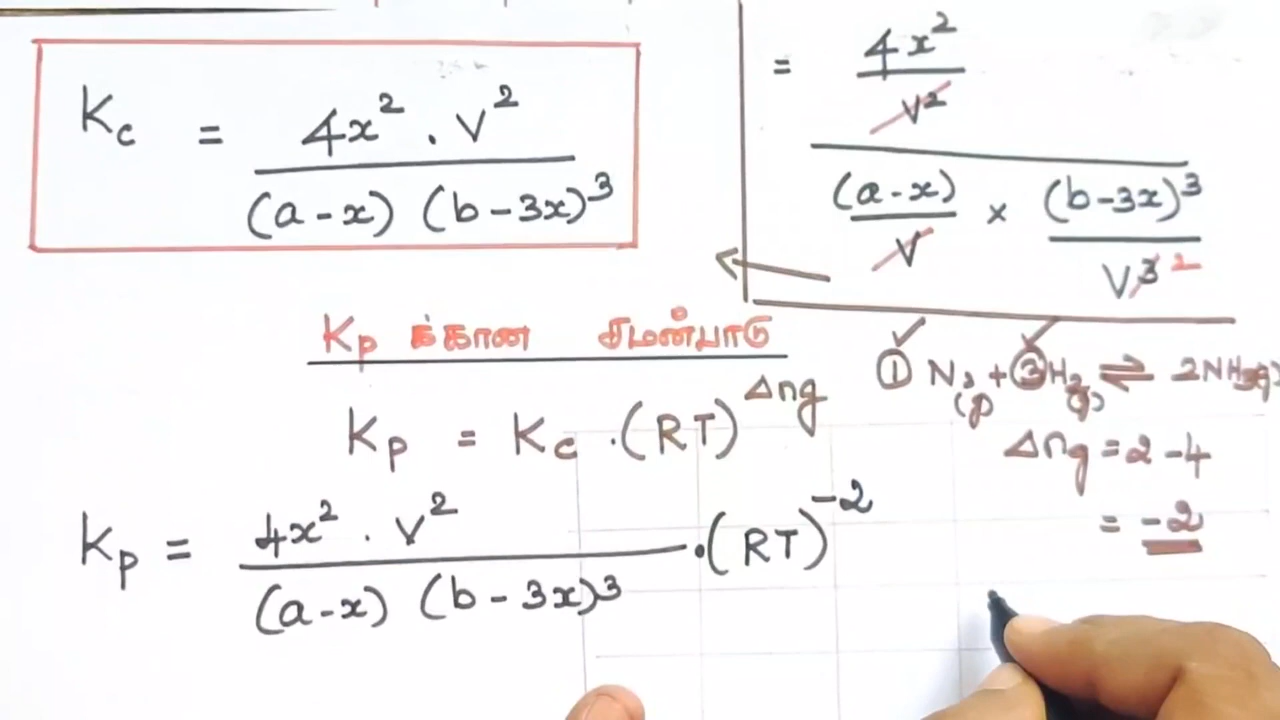 Kc = 4x² . V² / (a-x) (b-3x)³
= 4x² / V² / (a-x) / V × (b-3x)³ / V³ 2
Kp க்கான சமன்பாடு
Kp = Kc .(RT)^Δng
① N₂(g) + ③H₂(g) ⇌ 2NH₃(g)
Δng = 2 - 4
= -2
Kp = 4x² . V² / (a-x) (b-3x)³ .(RT)⁻²